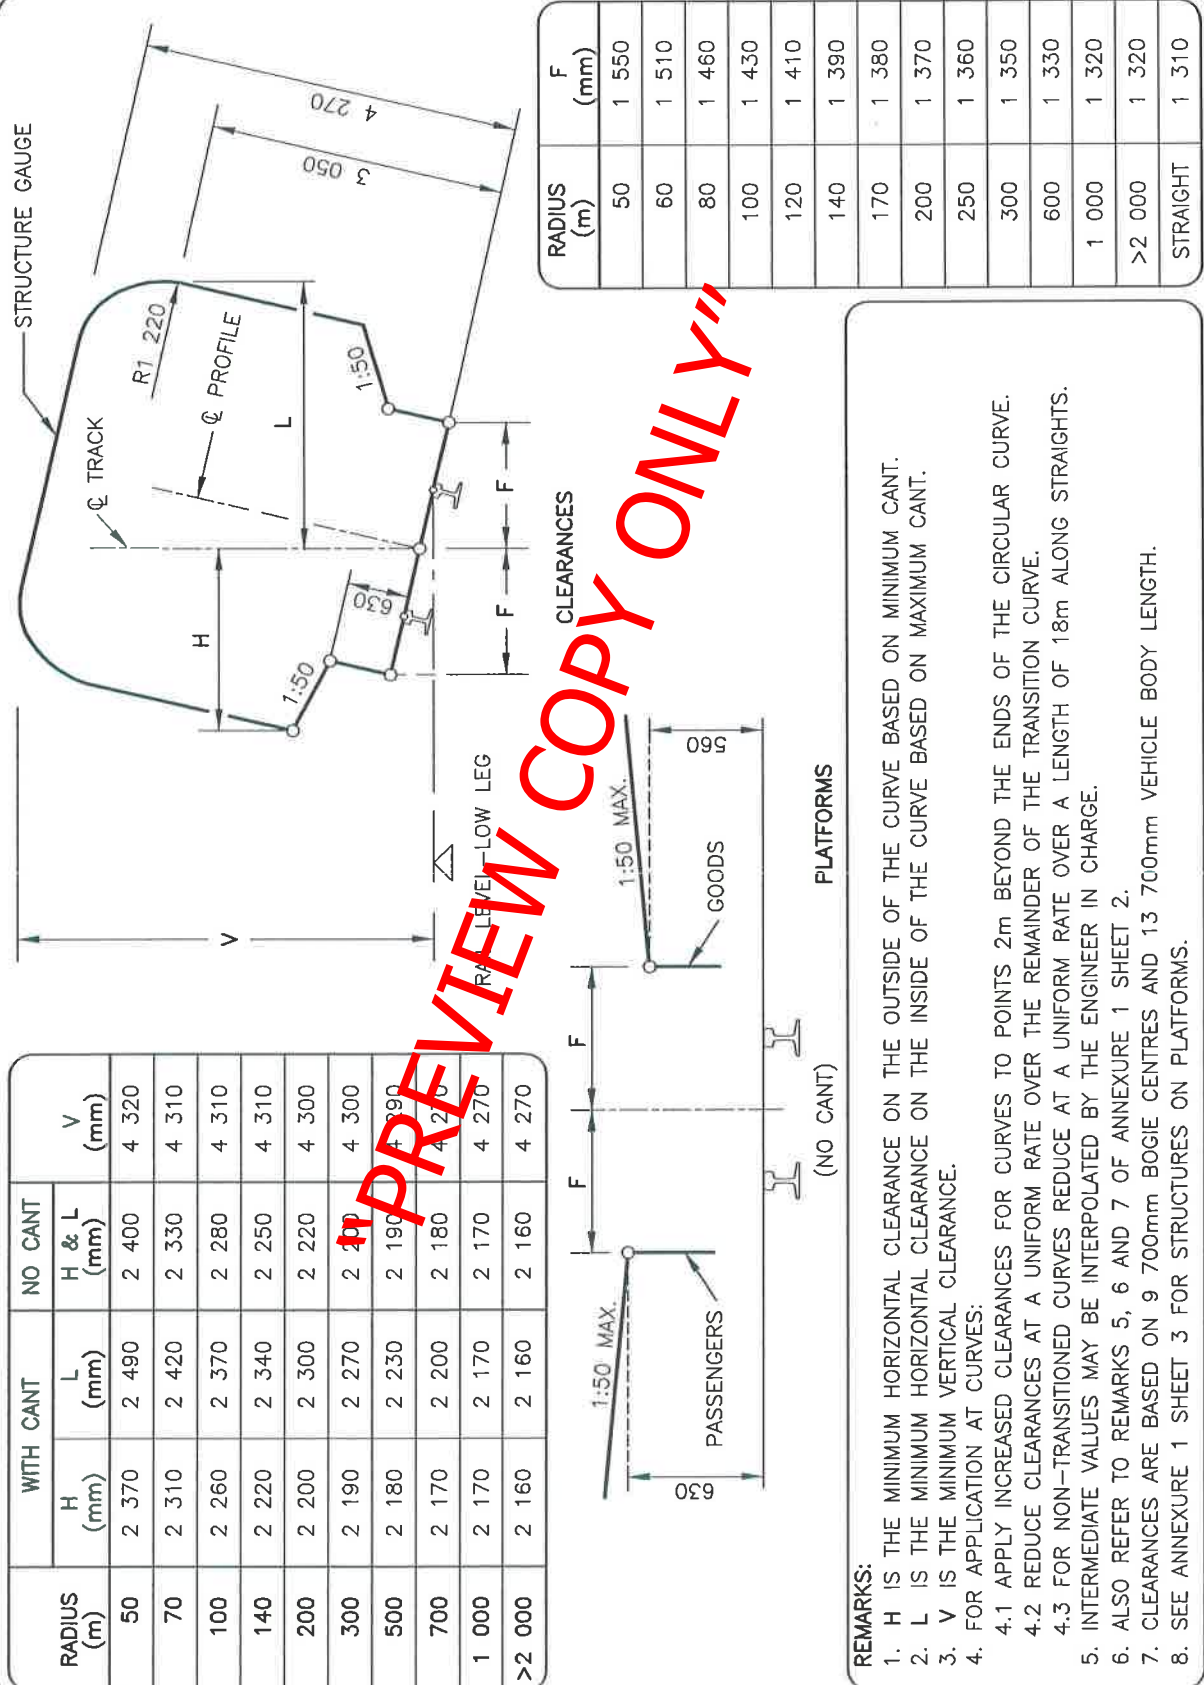 WITH CANT NO CANT
RADIUS (m) H (mm) L (mm) H & L (mm) V (mm)
50 2 370 2 490 2 400 4 320
70 2 310 2 420 2 330 4 310
100 2 260 2 370 2 280 4 310
140 2 220 2 340 2 250 4 310
200 2 200 2 300 2 220 4 300
300 2 190 2 270 2 200 4 300
500 2 180 2 230 2 190 4 290
700 2 170 2 200 2 180 4 270
1 000 2 170 2 170 2 170 4 270
>2 000 2 160 2 160 2 160 4 270
STRUCTURE GAUGE
℄ TRACK
℄ PROFILE
R1 220
4 270
3 050
1:50
1:50
630
H
L
V
F
F
RAIL LEVEL-LOW LEG
CLEARANCES
1:50 MAX.
1:50 MAX.
630
560
F
F
PASSENGERS
GOODS
(NO CANT)
PLATFORMS
RADIUS (m) F (mm)
50 1 550
60 1 510
80 1 460
100 1 430
120 1 410
140 1 390
170 1 380
200 1 370
250 1 360
300 1 350
600 1 330
1 000 1 320
>2 000 1 320
STRAIGHT 1 310
REMARKS:
1. H IS THE MINIMUM HORIZONTAL CLEARANCE ON THE OUTSIDE OF THE CURVE BASED ON MINIMUM CANT.
2. L IS THE MINIMUM HORIZONTAL CLEARANCE ON THE INSIDE OF THE CURVE BASED ON MAXIMUM CANT.
3. V IS THE MINIMUM VERTICAL CLEARANCE.
4. FOR APPLICATION AT CURVES:
4.1 APPLY INCREASED CLEARANCES FOR CURVES TO POINTS 2m BEYOND THE ENDS OF THE CIRCULAR CURVE.
4.2 REDUCE CLEARANCES AT A UNIFORM RATE OVER THE REMAINDER OF THE TRANSITION CURVE.
4.3 FOR NON-TRANSITIONED CURVES REDUCE AT A UNIFORM RATE OVER A LENGTH OF 18m ALONG STRAIGHTS.
5. INTERMEDIATE VALUES MAY BE INTERPOLATED BY THE ENGINEER IN CHARGE.
6. ALSO REFER TO REMARKS 5, 6 AND 7 OF ANNEXURE 1 SHEET 2.
7. CLEARANCES ARE BASED ON 9 700mm BOGIE CENTRES AND 13 700mm VEHICLE BODY LENGTH.
8. SEE ANNEXURE 1 SHEET 3 FOR STRUCTURES ON PLATFORMS.
"PREVIEW COPY ONLY"